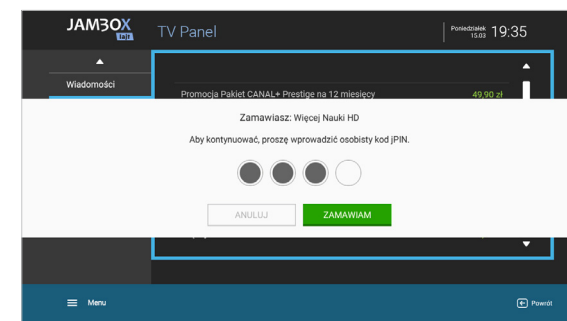 JAMBOX
lajt
TV Panel
Poniedziałek
15.03
19:35
Wiadomości
Promocja Pakiet CANAL+ Prestige na 12 miesięcy 49,90 zł
Zamawiasz: Więcej Nauki HD
Aby kontynuować, proszę wprowadzić osobisty kod jPIN.
ANULUJ ZAMAWIAM
Menu Powrót